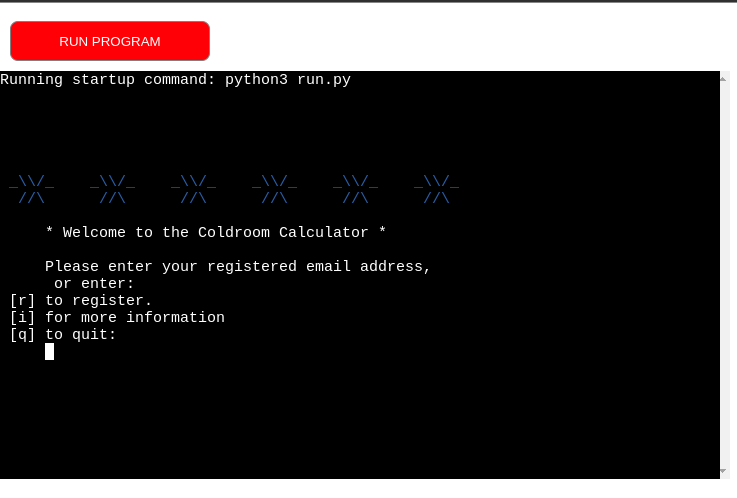 RUN PROGRAM
Running startup command: python3 run.py
_\\/_    _\\/_    _\\/_    _\\/_    _\\/_    _\\/_
//\      //\      //\      //\      //\      //\
* Welcome to the Coldroom Calculator *
Please enter your registered email address,
or enter:
[r] to register.
[i] for more information
[q] to quit: